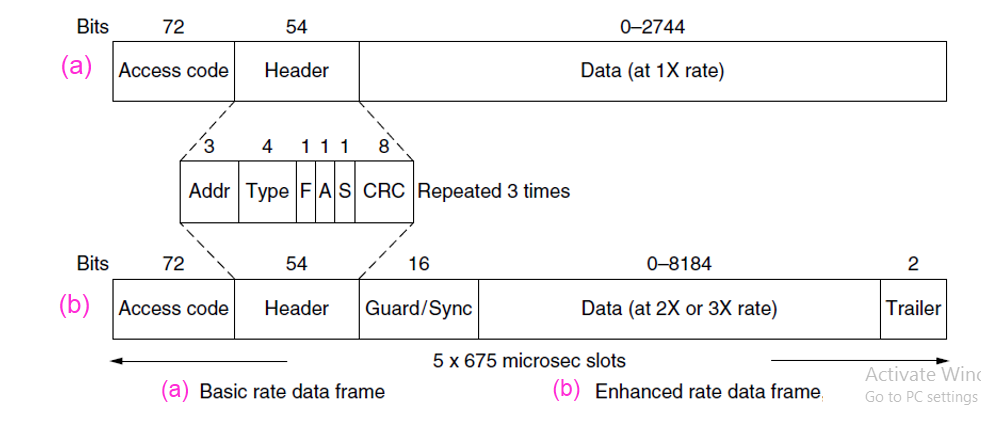 Bits 72 54 0–2744
(a) Access code Header Data (at 1X rate)
3 4 1 1 1 8
Addr Type F A S CRC Repeated 3 times
Bits 72 54 16 0–8184 2
(b) Access code Header Guard/Sync Data (at 2X or 3X rate) Trailer
5 x 675 microsec slots
(a) Basic rate data frame (b) Enhanced rate data frame,
Activate Wind
Go to PC settings